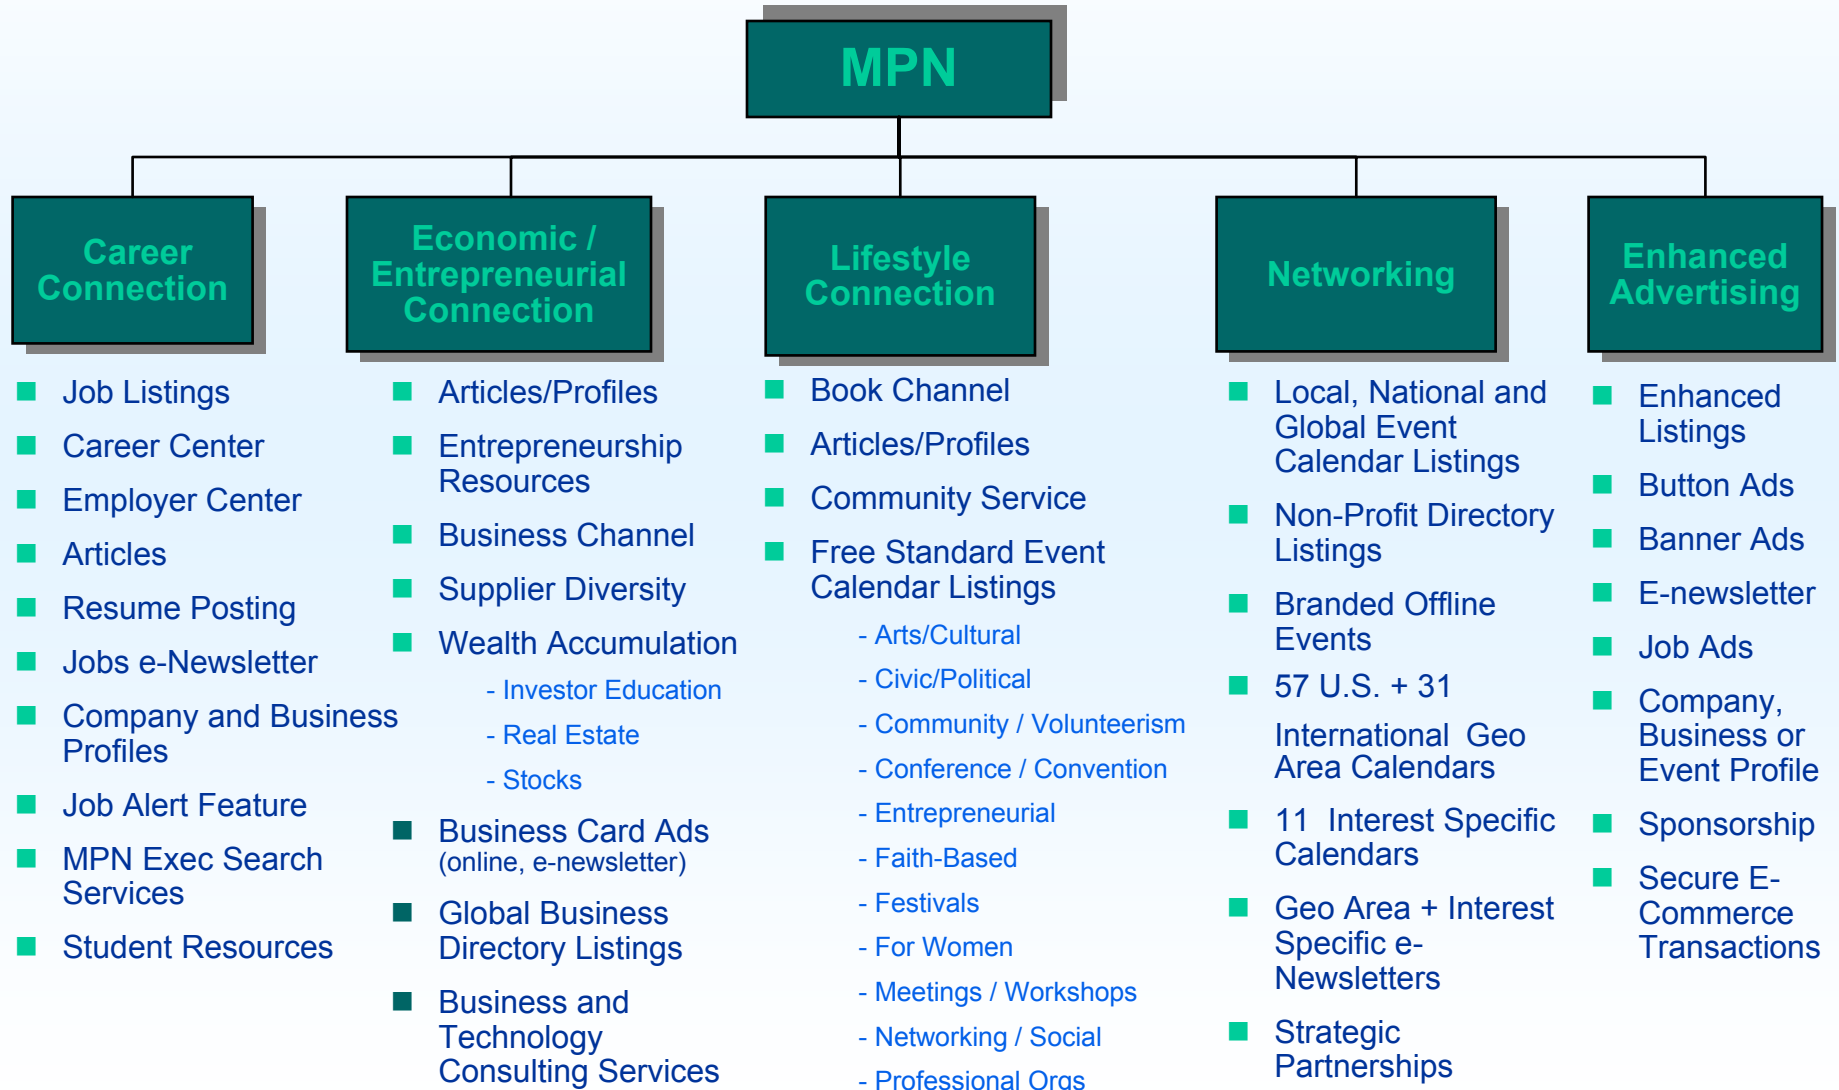 MPN
Career
Connection
Job Listings
Career Center
Employer Center
Articles
Resume Posting
Jobs e-Newsletter
Company and Business
Profiles
Job Alert Feature
MPN Exec Search
Services
Student Resources
Economic /
Entrepreneurial
Connection
Articles/Profiles
Entrepreneurship
Resources
Business Channel
Supplier Diversity
Wealth Accumulation
- Investor Education
- Real Estate
- Stocks
Business Card Ads
(online, e-newsletter)
Global Business
Directory Listings
Business and
Technology
Consulting Services
Lifestyle
Connection
Book Channel
Articles/Profiles
Community Service
Free Standard Event
Calendar Listings
- Arts/Cultural
- Civic/Political
- Community / Volunteerism
- Conference / Convention
- Entrepreneurial
- Faith-Based
- Festivals
- For Women
- Meetings / Workshops
- Networking / Social
- Professional Orgs
Networking
Local, National and
Global Event
Calendar Listings
Non-Profit Directory
Listings
Branded Offline
Events
57 U.S. + 31
International Geo
Area Calendars
11 Interest Specific
Calendars
Geo Area + Interest
Specific e-
Newsletters
Strategic
Partnerships
Enhanced
Advertising
Enhanced
Listings
Button Ads
Banner Ads
E-newsletter
Job Ads
Company,
Business or
Event Profile
Sponsorship
Secure E-
Commerce
Transactions